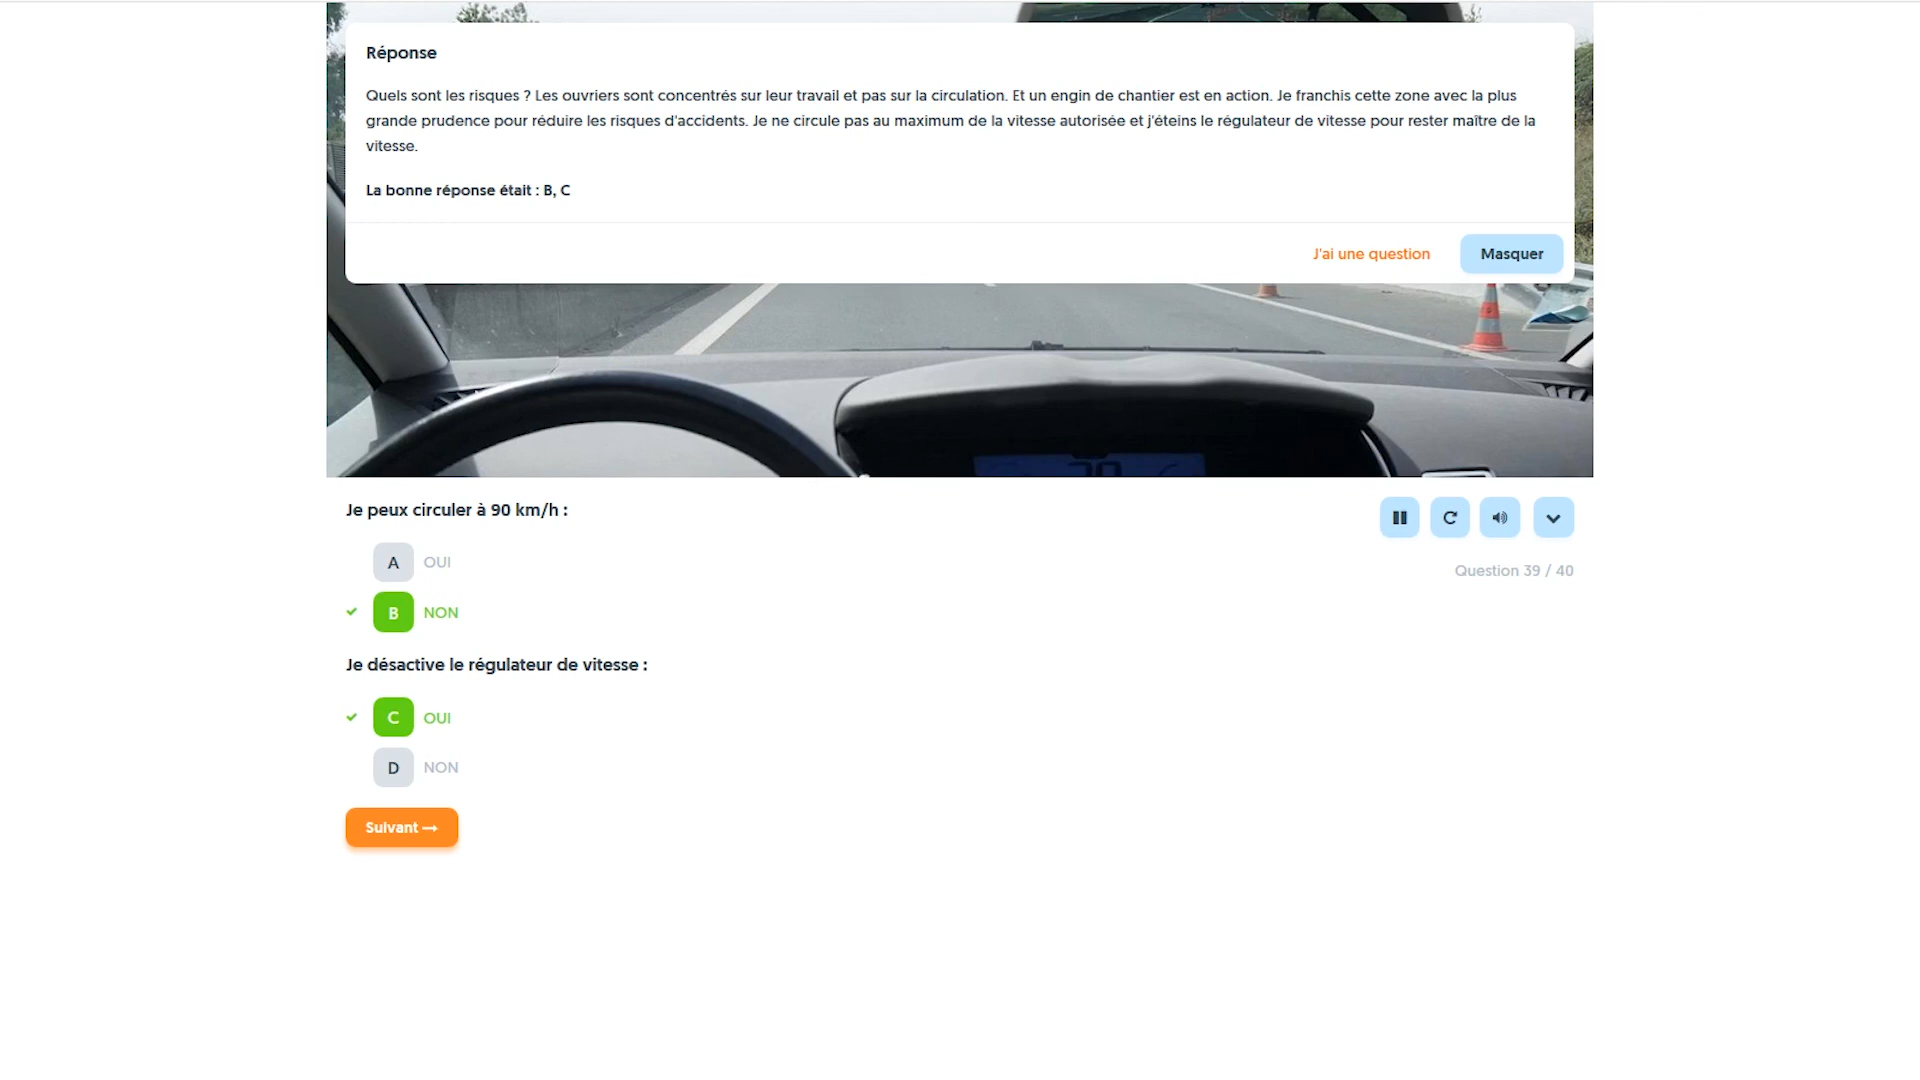 Réponse
Quels sont les risques ? Les ouvriers sont concentrés sur leur travail et pas sur la circulation. Et un engin de chantier est en action. Je franchis cette zone avec la plus
grande prudence pour réduire les risques d'accidents. Je ne circule pas au maximum de la vitesse autorisée et j'éteins le régulateur de vitesse pour rester maître de la
vitesse.
La bonne réponse était : B, C
J'ai une question
Masquer
Je peux circuler à 90 km/h :
A OUI
B NON
Je désactive le régulateur de vitesse :
C OUI
D NON
Question 39 / 40
Suivant →